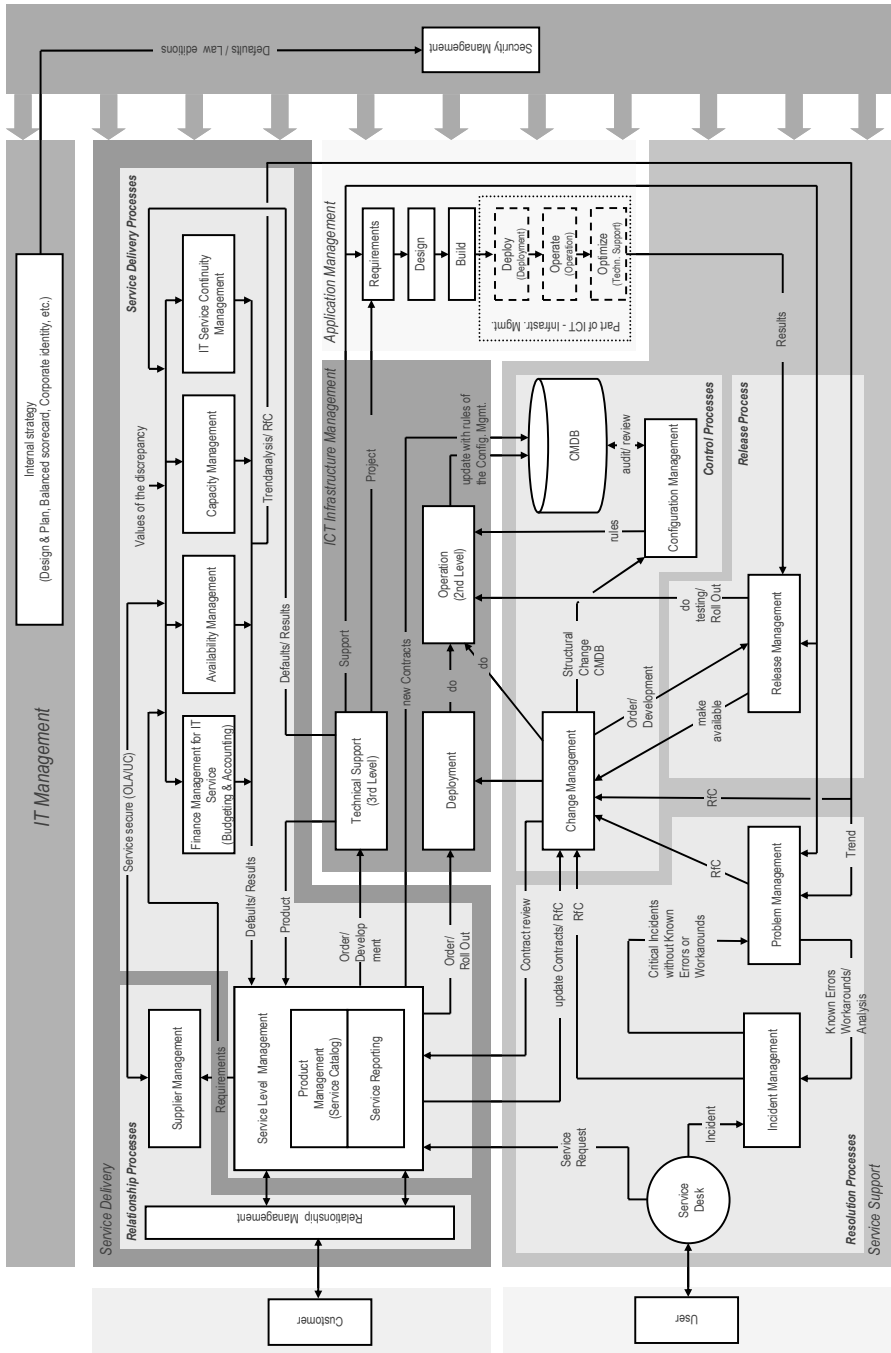 IT Management
Internal strategy
(Design & Plan, Balanced scorecard, Corporate identity, etc.)
Defaults / Law
editions
Security Management
Service Delivery
Relationship Processes
Service Delivery Processes
Service secure (OLA/UC)
Values of the discrepancy
Supplier Management
Requirements
Finance Management for IT
Service
(Budgeting & Accounting)
Availability Management
Capacity Management
IT Service Continuity
Management
Defaults/ Results
Trendanalysis/ RfC
Product
Defaults/ Results
Relationship Management
Service Level Management
Product
Management
(Service Catalog)
Service Reporting
Customer
Order/
Develop
ment
Order/
Roll Out
new Contracts
Support
Project
ICT Infrastructure Management
Technical Support
(3rd Level)
Deployment
do
do
Operation
(2nd Level)
update with rules of
the Config. Mgmt.
Application Management
Requirements
Design
Build
Deploy
(Deployment)
Operate
(Operation)
Optimize
(Techn. Support)
Part of ICT - Infrastr. Mgmt.
Results
Contract review
update Contracts/ RfC
RfC
Service
Request
Change Management
Structural
Change
CMDB
rules
CMDB
audit/ review
Configuration Management
Control Processes
Release Process
Order/
Development
make
available
do
testing/
Roll Out
Release Management
RfC
RfC
Trend
Critical Incidents
without Known
Errors or
Workarounds
Problem Management
Known Errors
Workarounds/
Analysis
Incident Management
Incident
Service
Desk
User
Resolution Processes
Service Support